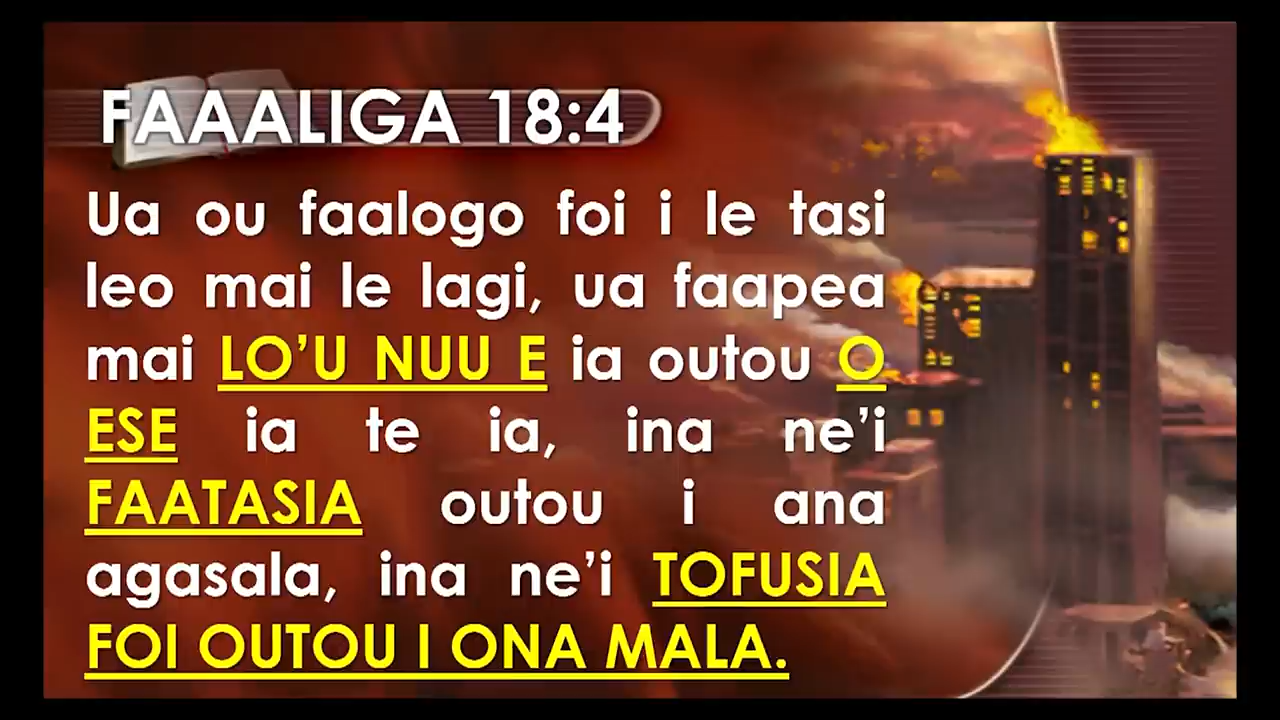 FAAALIGA 18:4
Ua ou faalogo foi i le tasi
leo mai le lagi, ua faapea
mai LO’U NUU E ia outou O
ESE ia te ia, ina ne’i
FAATASIA outou i ana
agasala, ina ne’i TOFUSIA
FOI OUTOU I ONA MALA.